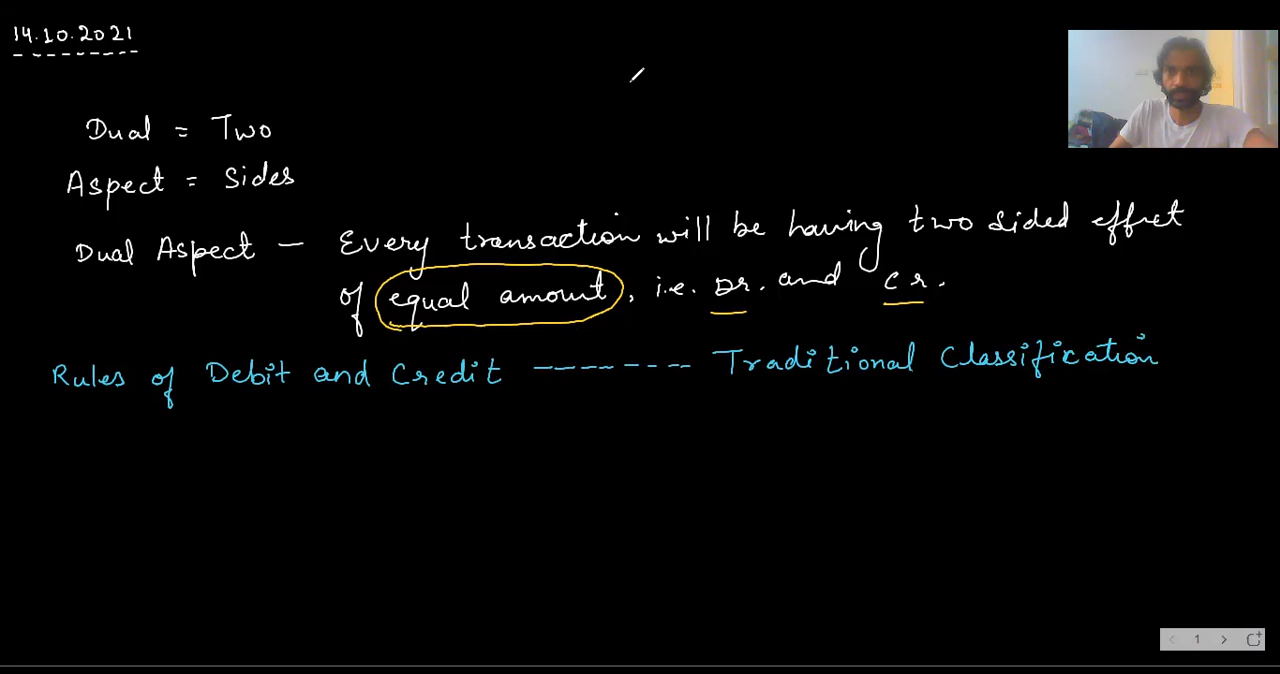 14.10.2021
Dual = Two
Aspect = Sides
Dual Aspect — Every transaction will be having two sided effect
of equal amount, i.e. Dr. and Cr.
Rules of Debit and Credit --------- Traditional Classification
1